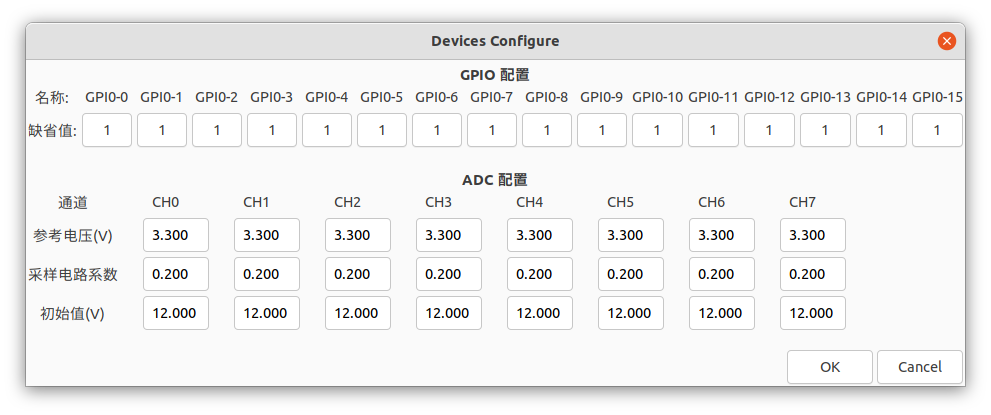 Devices Configure
GPIO 配置
名称: GPI0-0 GPI0-1 GPI0-2 GPI0-3 GPI0-4 GPI0-5 GPI0-6 GPI0-7 GPI0-8 GPI0-9 GPI0-10 GPI0-11 GPI0-12 GPI0-13 GPI0-14 GPI0-15
缺省值: 1 1 1 1 1 1 1 1 1 1 1 1 1 1 1 1
ADC 配置
通道 CH0 CH1 CH2 CH3 CH4 CH5 CH6 CH7
参考电压(V) 3.300 3.300 3.300 3.300 3.300 3.300 3.300 3.300
采样电路系数 0.200 0.200 0.200 0.200 0.200 0.200 0.200 0.200
初始值(V) 12.000 12.000 12.000 12.000 12.000 12.000 12.000 12.000
OK Cancel